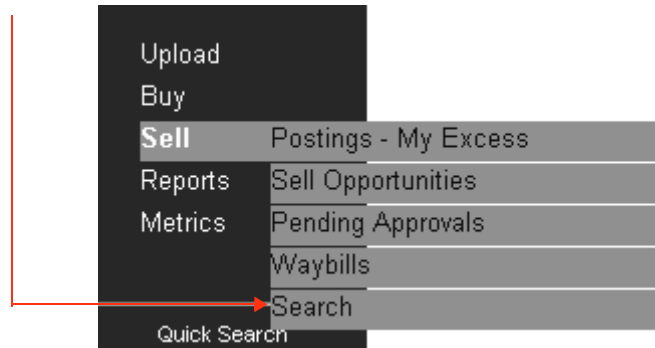 Upload
Buy
Sell Postings - My Excess
Reports Sell Opportunities
Metrics Pending Approvals
Waybills
Search
Quick Search